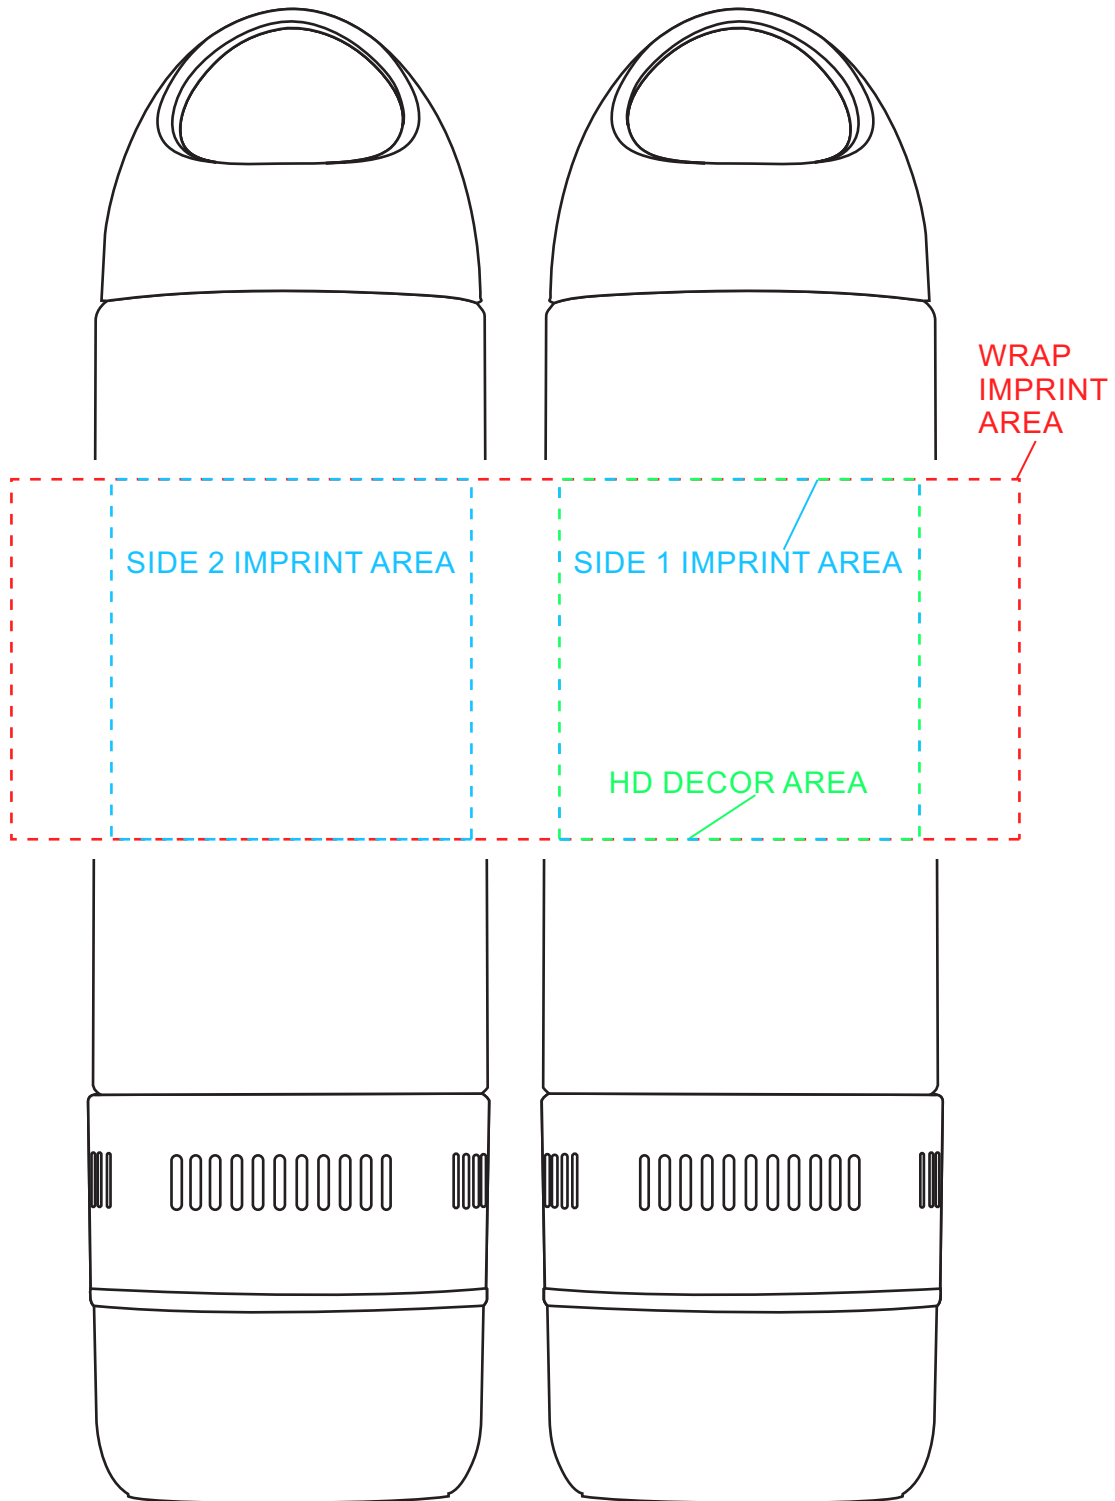 WRAP
IMPRINT
AREA
SIDE 2 IMPRINT AREA
SIDE 1 IMPRINT AREA
HD DECOR AREA